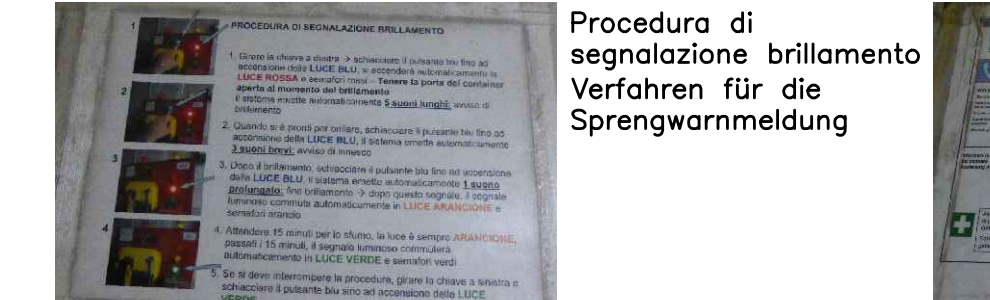 PROCEDURA DI SEGNALAZIONE BRILLAMENTO
1
1. Girare la chiave a destra → schiacciare il pulsante blu fino ad
accensione della LUCE BLU, si accenderà automaticamente la
LUCE ROSSA e semafori rossi – Tenere la porta del container
aperta al momento del brillamento
il sistema emette automaticamente 5 suoni lunghi: avviso di
brillamento
2
2. Quando si è pronti per brillare, schiacciare il pulsante blu fino ad
accensione della LUCE BLU, il sistema emette automaticamente
3 suoni brevi: avviso di innesco
3
3. Dopo il brillamento, schiacciare il pulsante blu fino ad accensione
della LUCE BLU, il sistema emette automaticamente 1 suono
prolungato: fine brillamento → dopo questo segnale, il segnale
luminoso commuta automaticamente in LUCE ARANCIONE e
semafori arancio
4
4. Attendere 15 minuti per lo sfumo, la luce è sempre ARANCIONE,
passati i 15 minuti, il segnale luminoso commuterà
automaticamente in LUCE VERDE e semafori verdi
5. Se si deve interrompere la procedura, girare la chiave a sinistra e
schiacciare il pulsante blu sino ad accensione della LUCE
VERDE
Procedura di
segnalazione brillamento
Verfahren für die
Sprengwarnmeldung